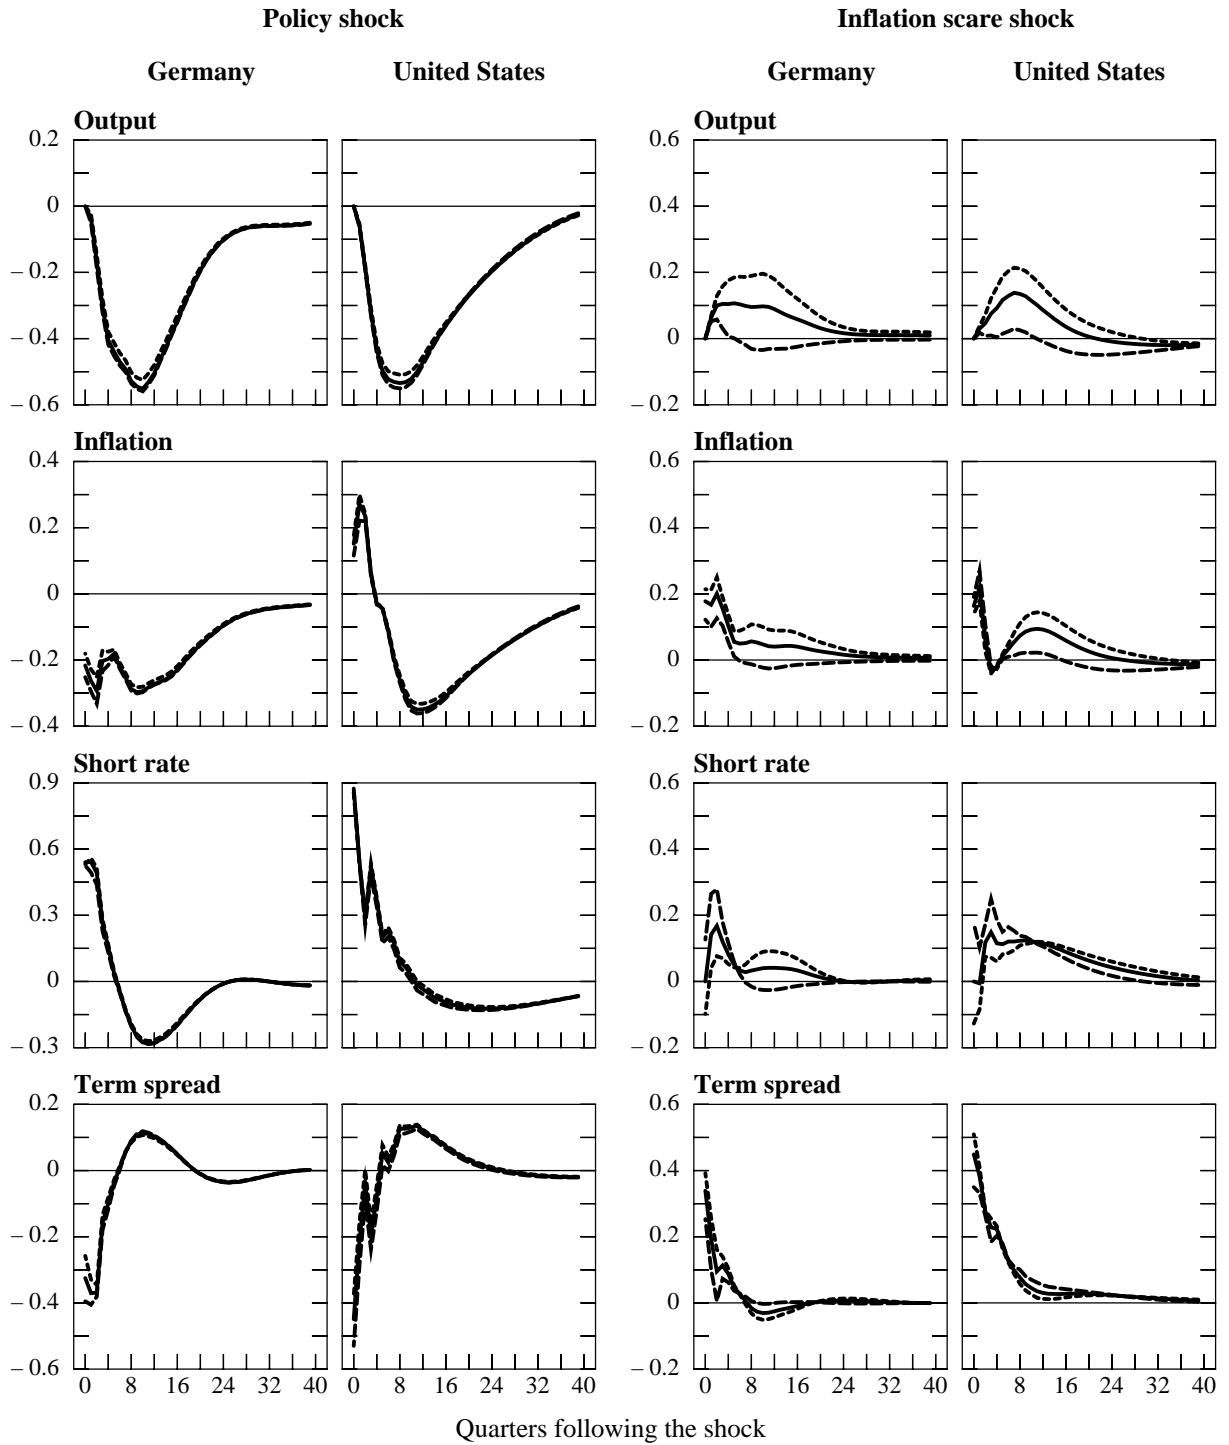 Policy shock Inflation scare shock
Germany United States Germany United States
Output Output
0.2 0.6
0 0.4
– 0.2 0.2
– 0.4 0
– 0.6 – 0.2
Inflation Inflation
0.4 0.6
0.2 0.4
0 0.2
– 0.2 0
– 0.4 – 0.2
Short rate Short rate
0.9 0.6
0.6 0.4
0.3 0.2
0 0
– 0.3 – 0.2
Term spread Term spread
0.2 0.6
0 0.4
– 0.2 0.2
– 0.4 0
– 0.6 – 0.2
0 8 16 24 32 40 0 8 16 24 32 40 0 8 16 24 32 40 0 8 16 24 32 40
Quarters following the shock